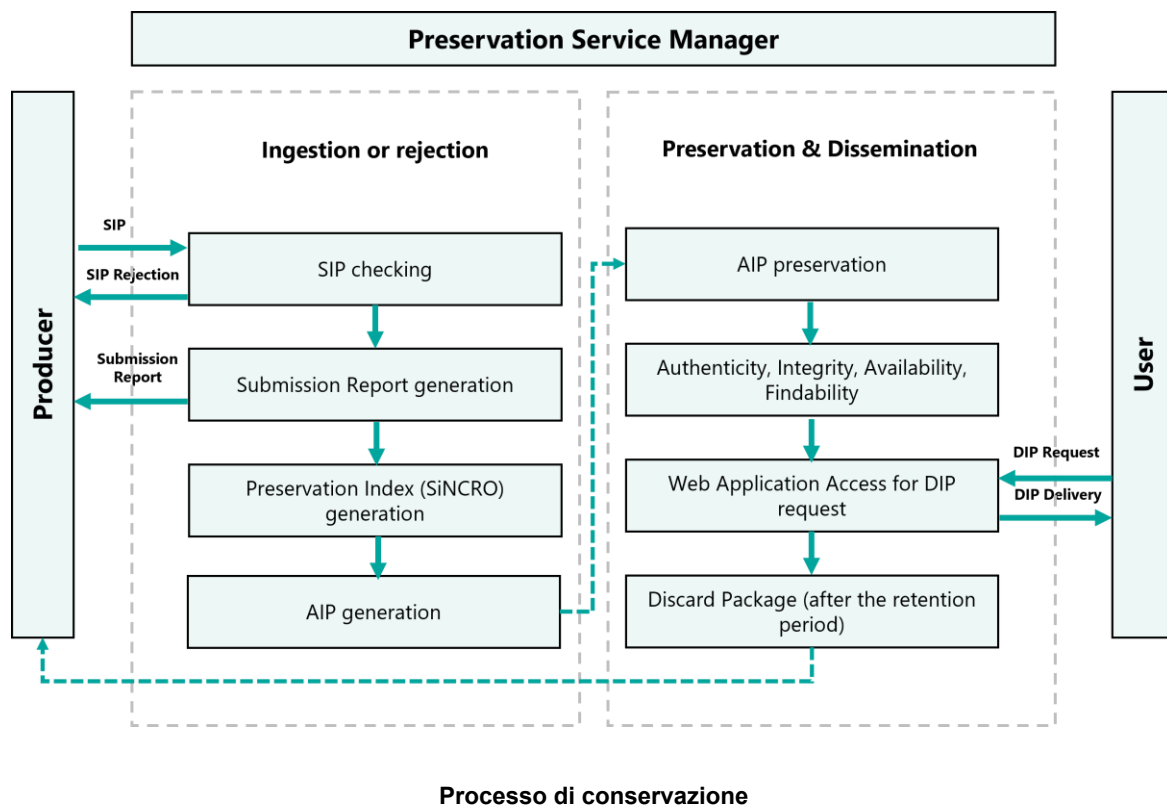 Preservation Service Manager
Producer
Ingestion or rejection
SIP
SIP checking
SIP Rejection
Submission
Report
Submission Report generation
Preservation Index (SiNCRO)
generation
AIP generation
Preservation & Dissemination
AIP preservation
Authenticity, Integrity, Availability,
Findability
Web Application Access for DIP
request
DIP Request
DIP Delivery
Discard Package (after the retention
period)
User
Processo di conservazione